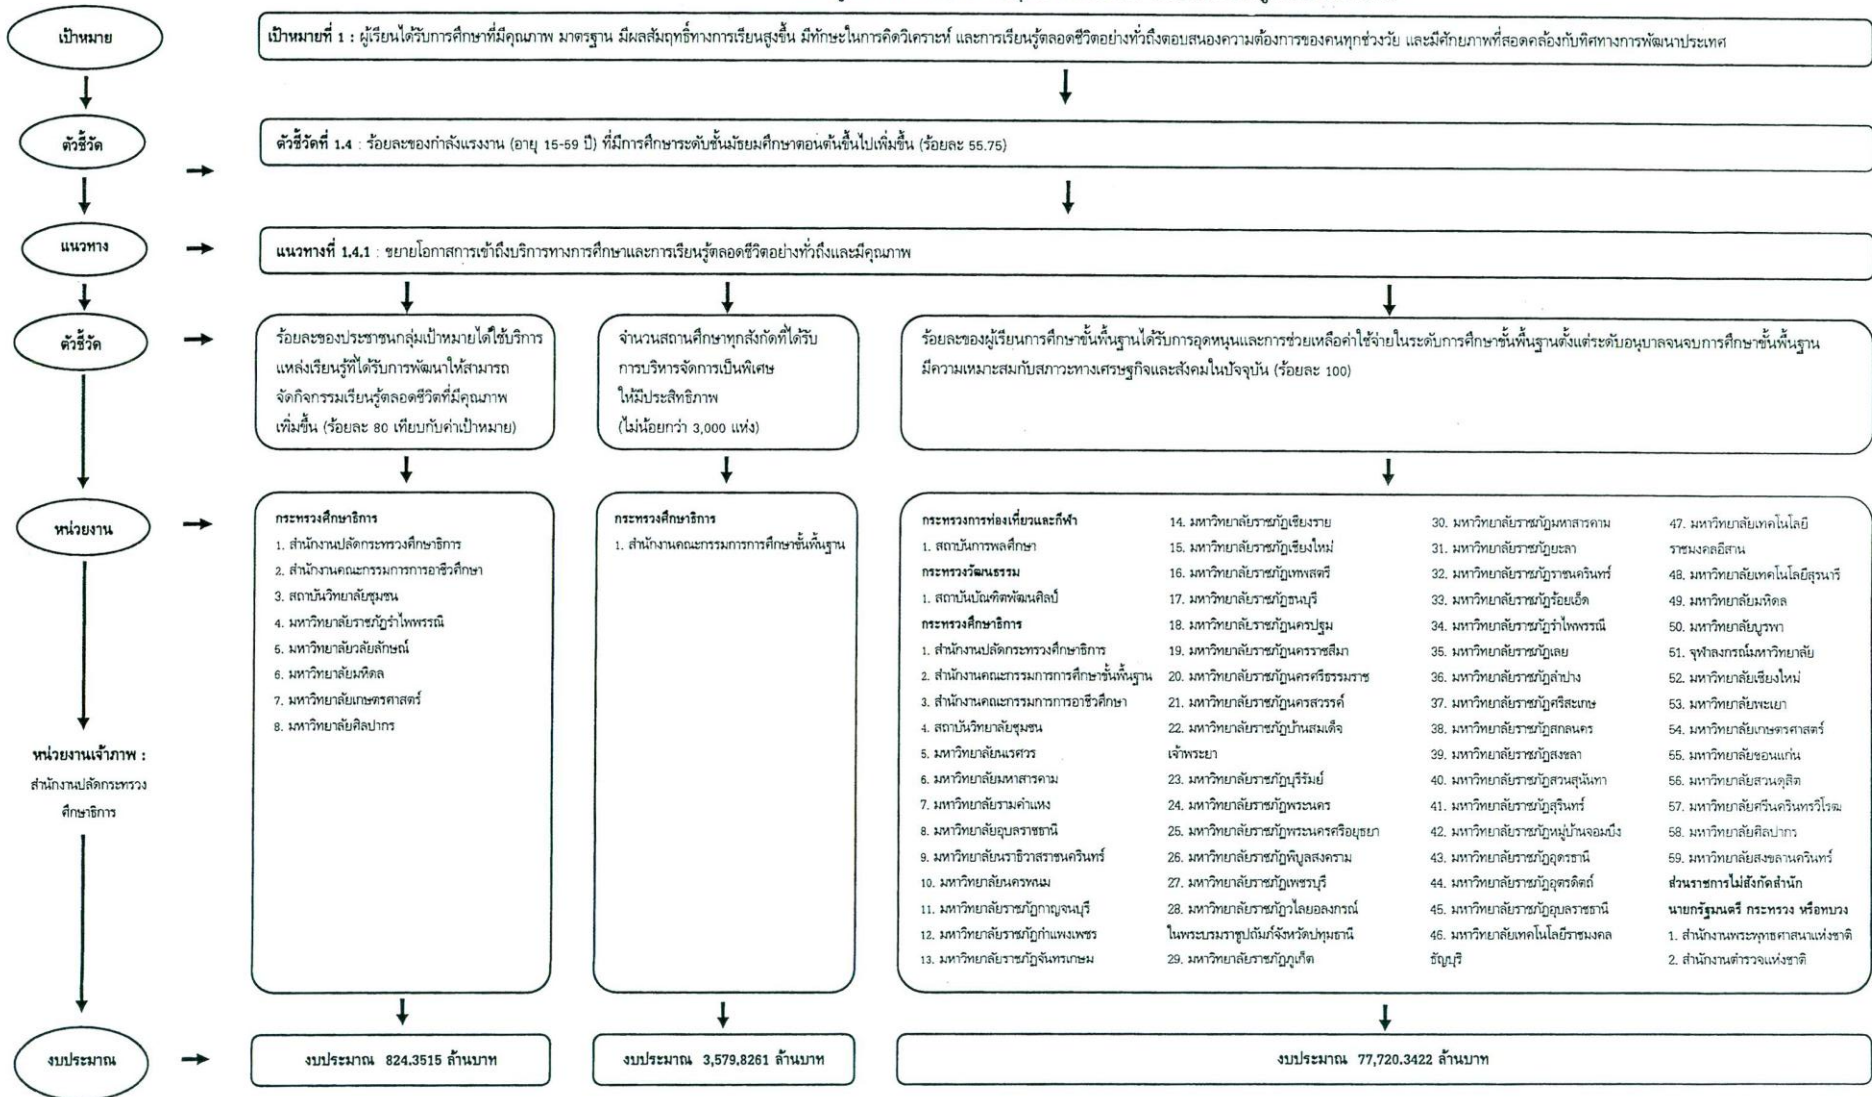 เป้าหมาย
เป้าหมายที่ 1 : ผู้เรียนได้รับการศึกษาที่มีคุณภาพ มาตรฐาน มีผลสัมฤทธิ์ทางการเรียนสูงขึ้น มีทักษะในการคิดวิเคราะห์ และการเรียนรู้ตลอดชีวิตอย่างทั่วถึงตอบสนองความต้องการของคนทุกช่วงวัย และมีศักยภาพที่สอดคล้องกับทิศทางการพัฒนาประเทศ
ตัวชี้วัด
ตัวชี้วัดที่ 1.4 : ร้อยละของกำลังแรงงาน (อายุ 15-59 ปี) ที่มีการศึกษาระดับชั้นมัธยมศึกษาตอนต้นขึ้นไปเพิ่มขึ้น (ร้อยละ 55.75)
แนวทาง
แนวทางที่ 1.4.1 : ขยายโอกาสการเข้าถึงบริการทางการศึกษาและการเรียนรู้ตลอดชีวิตอย่างทั่วถึงและมีคุณภาพ
ตัวชี้วัด
ร้อยละของประชาชนกลุ่มเป้าหมายได้ใช้บริการ
แหล่งเรียนรู้ที่ได้รับการพัฒนาให้สามารถ
จัดกิจกรรมเรียนรู้ตลอดชีวิตที่มีคุณภาพ
เพิ่มขึ้น (ร้อยละ 80 เทียบกับค่าเป้าหมาย)
จำนวนสถานศึกษาทุกสังกัดที่ได้รับ
การบริหารจัดการเป็นพิเศษ
ให้มีประสิทธิภาพ
(ไม่น้อยกว่า 3,000 แห่ง)
ร้อยละของผู้เรียนการศึกษาขั้นพื้นฐานได้รับการอุดหนุนและการช่วยเหลือค่าใช้จ่ายในระดับการศึกษาขั้นพื้นฐานตั้งแต่ระดับอนุบาลจนจบการศึกษาขั้นพื้นฐาน
มีความเหมาะสมกับสภาวะทางเศรษฐกิจและสังคมในปัจจุบัน (ร้อยละ 100)
หน่วยงาน
กระทรวงศึกษาธิการ
1. สำนักงานปลัดกระทรวงศึกษาธิการ
2. สำนักงานคณะกรรมการการอาชีวศึกษา
3. สถาบันวิทยาลัยชุมชน
4. มหาวิทยาลัยราชภัฏรำไพพรรณี
5. มหาวิทยาลัยวลัยลักษณ์
6. มหาวิทยาลัยมหิดล
7. มหาวิทยาลัยเกษตรศาสตร์
8. มหาวิทยาลัยศิลปากร
กระทรวงศึกษาธิการ
1. สำนักงานคณะกรรมการการศึกษาขั้นพื้นฐาน
กระทรวงการท่องเที่ยวและกีฬา
1. สถาบันการพลศึกษา
กระทรวงวัฒนธรรม
1. สถาบันบัณฑิตพัฒนศิลป์
กระทรวงศึกษาธิการ
1. สำนักงานปลัดกระทรวงศึกษาธิการ
2. สำนักงานคณะกรรมการการศึกษาขั้นพื้นฐาน
3. สำนักงานคณะกรรมการการอาชีวศึกษา
4. สถาบันวิทยาลัยชุมชน
5. มหาวิทยาลัยนเรศวร
6. มหาวิทยาลัยมหาสารคาม
7. มหาวิทยาลัยรามคำแหง
8. มหาวิทยาลัยอุบลราชธานี
9. มหาวิทยาลัยนราธิวาสราชนครินทร์
10. มหาวิทยาลัยนครพนม
11. มหาวิทยาลัยราชภัฏกาญจนบุรี
12. มหาวิทยาลัยราชภัฏกำแพงเพชร
13. มหาวิทยาลัยราชภัฏจันทรเกษม
14. มหาวิทยาลัยราชภัฏเชียงราย
15. มหาวิทยาลัยราชภัฏเชียงใหม่
16. มหาวิทยาลัยราชภัฏเทพสตรี
17. มหาวิทยาลัยราชภัฏธนบุรี
18. มหาวิทยาลัยราชภัฏนครปฐม
19. มหาวิทยาลัยราชภัฏนครราชสีมา
20. มหาวิทยาลัยราชภัฏนครศรีธรรมราช
21. มหาวิทยาลัยราชภัฏนครสวรรค์
22. มหาวิทยาลัยราชภัฏบ้านสมเด็จ
เจ้าพระยา
23. มหาวิทยาลัยราชภัฏบุรีรัมย์
24. มหาวิทยาลัยราชภัฏพระนคร
25. มหาวิทยาลัยราชภัฏพระนครศรีอยุธยา
26. มหาวิทยาลัยราชภัฏพิบูลสงคราม
27. มหาวิทยาลัยราชภัฏเพชรบุรี
28. มหาวิทยาลัยราชภัฏวไลยอลงกรณ์
ในพระบรมราชูปถัมภ์จังหวัดปทุมธานี
29. มหาวิทยาลัยราชภัฏภูเก็ต
30. มหาวิทยาลัยราชภัฏมหาสารคาม
31. มหาวิทยาลัยราชภัฏยะลา
32. มหาวิทยาลัยราชภัฏราชนครินทร์
33. มหาวิทยาลัยราชภัฏร้อยเอ็ด
34. มหาวิทยาลัยราชภัฏรำไพพรรณี
35. มหาวิทยาลัยราชภัฏเลย
36. มหาวิทยาลัยราชภัฏลำปาง
37. มหาวิทยาลัยราชภัฏศรีสะเกษ
38. มหาวิทยาลัยราชภัฏสกลนคร
39. มหาวิทยาลัยราชภัฏสงขลา
40. มหาวิทยาลัยราชภัฏสวนสุนันทา
41. มหาวิทยาลัยราชภัฏสุรินทร์
42. มหาวิทยาลัยราชภัฏหมู่บ้านจอมบึง
43. มหาวิทยาลัยราชภัฏอุดรธานี
44. มหาวิทยาลัยราชภัฏอุตรดิตถ์
45. มหาวิทยาลัยราชภัฏอุบลราชธานี
46. มหาวิทยาลัยเทคโนโลยีราชมงคล
ธัญบุรี
47. มหาวิทยาลัยเทคโนโลยี
ราชมงคลอีสาน
48. มหาวิทยาลัยเทคโนโลยีสุรนารี
49. มหาวิทยาลัยมหิดล
50. มหาวิทยาลัยบูรพา
51. จุฬาลงกรณ์มหาวิทยาลัย
52. มหาวิทยาลัยเชียงใหม่
53. มหาวิทยาลัยพะเยา
54. มหาวิทยาลัยเกษตรศาสตร์
55. มหาวิทยาลัยขอนแก่น
56. มหาวิทยาลัยสวนดุสิต
57. มหาวิทยาลัยศรีนครินทรวิโรฒ
58. มหาวิทยาลัยศิลปากร
59. มหาวิทยาลัยสงขลานครินทร์
ส่วนราชการไม่สังกัดสำนัก
นายกรัฐมนตรี กระทรวง หรือทบวง
1. สำนักงานพระพุทธศาสนาแห่งชาติ
2. สำนักงานตำรวจแห่งชาติ
หน่วยงานเจ้าภาพ :
สำนักงานปลัดกระทรวง
ศึกษาธิการ
งบประมาณ
งบประมาณ 824.3515 ล้านบาท
งบประมาณ 3,579.8261 ล้านบาท
งบประมาณ 77,720.3422 ล้านบาท